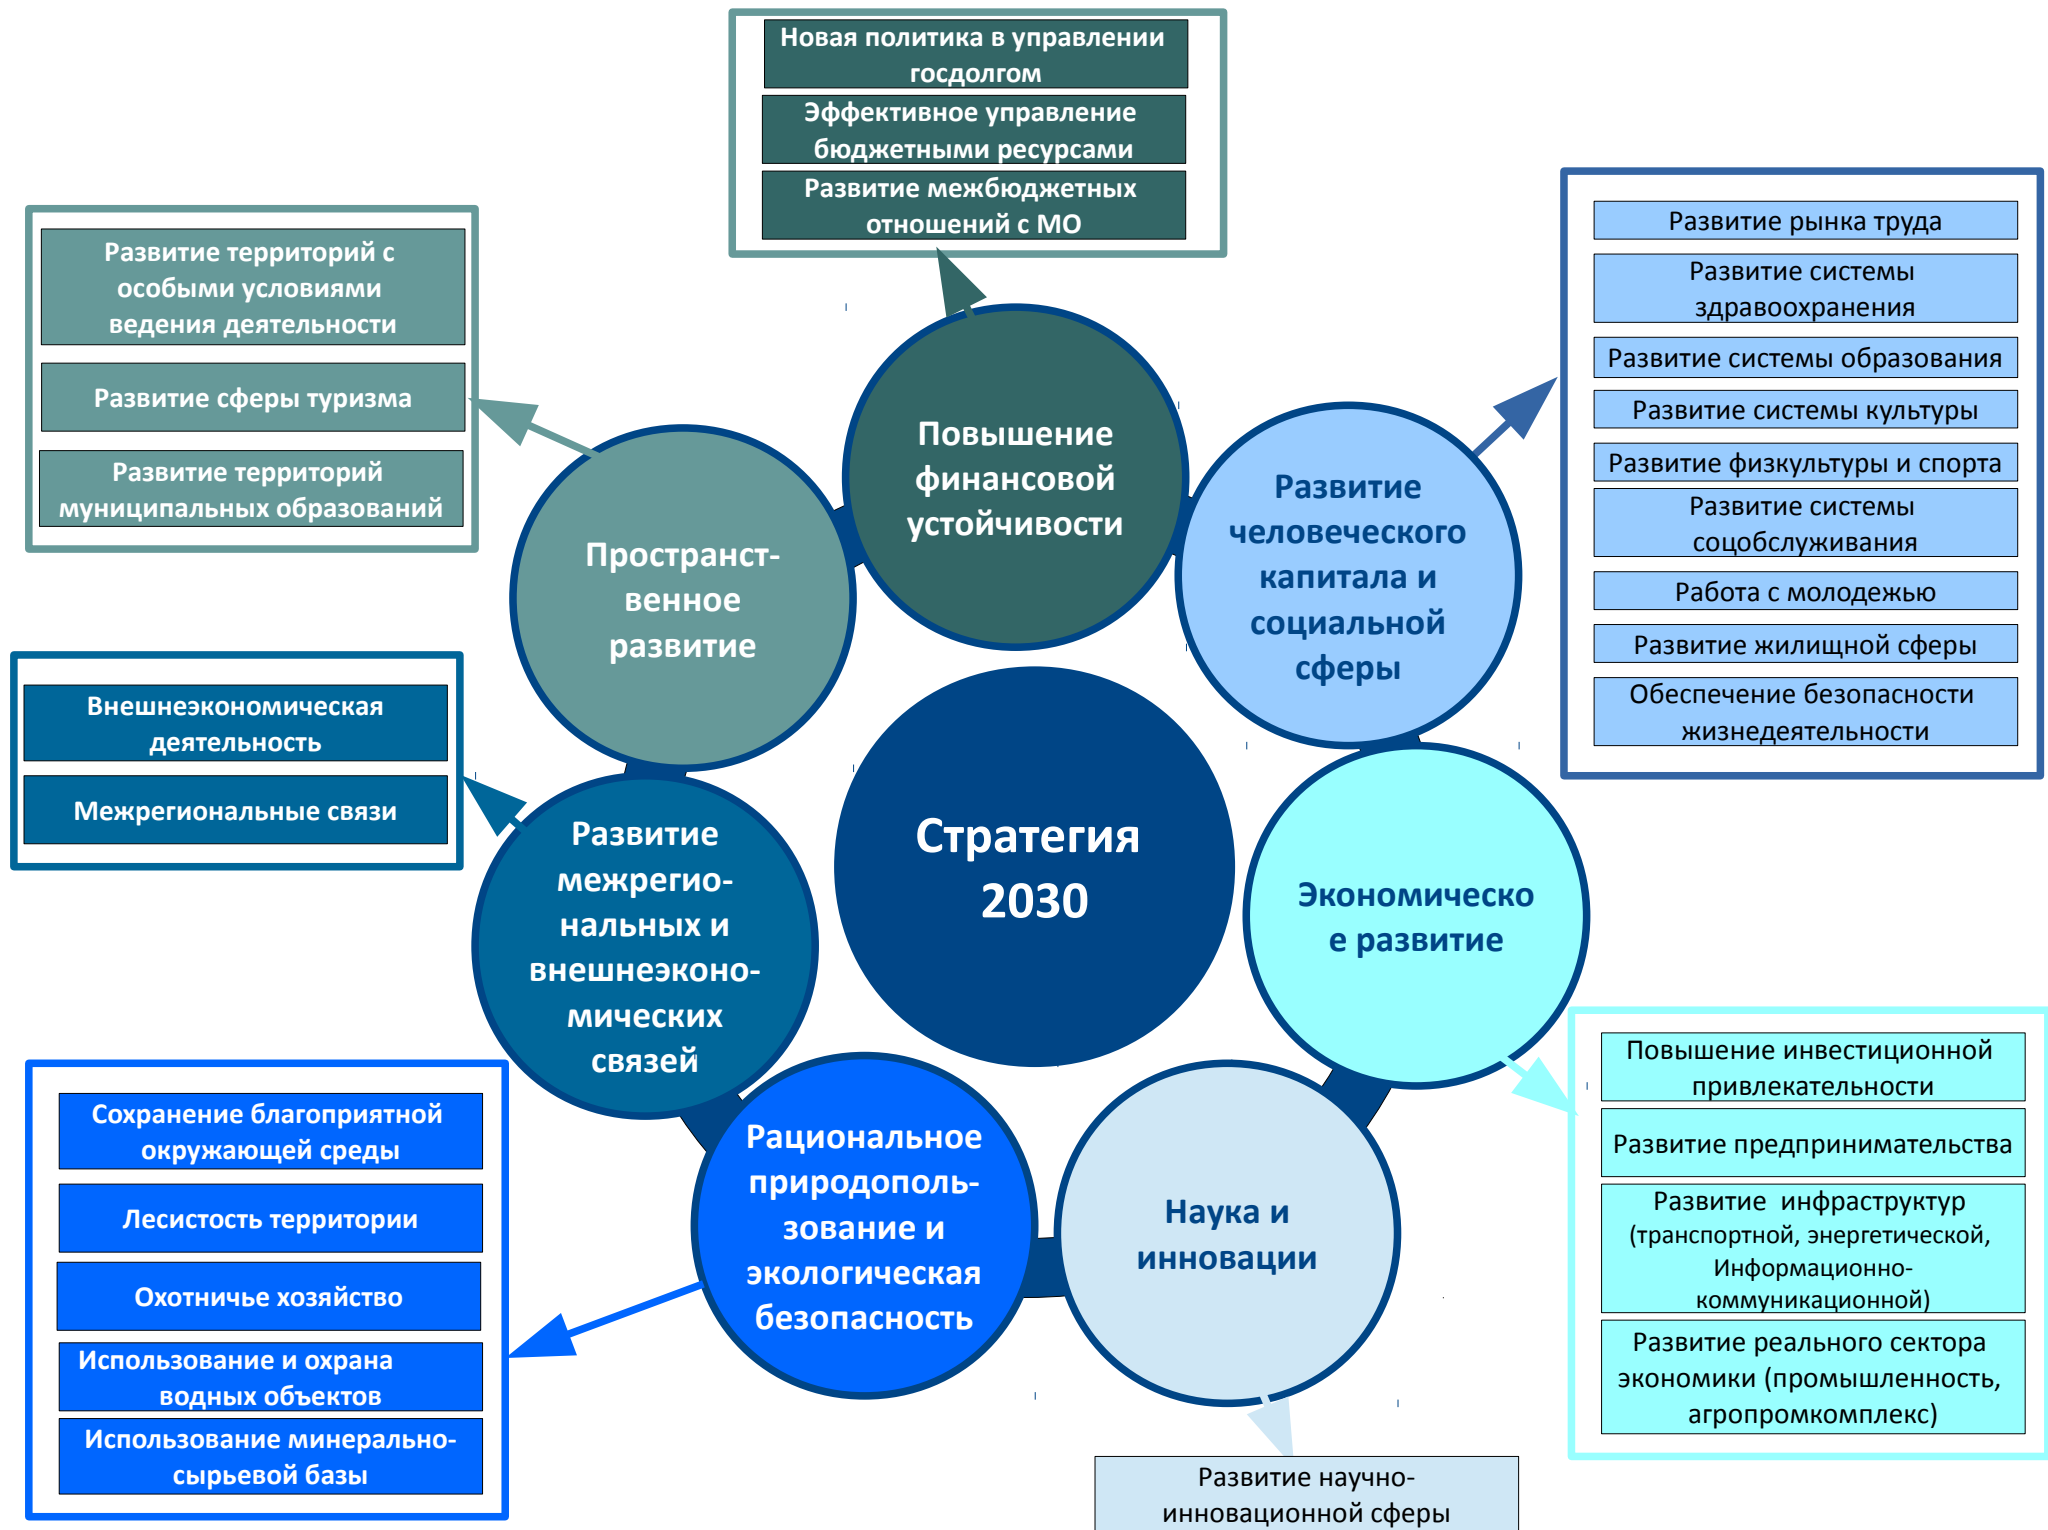 Новая политика в управлении
госдолгом
Эффективное управление
бюджетными ресурсами
Развитие межбюджетных
отношений с МО
Развитие территорий с
особыми условиями
ведения деятельности
Развитие сферы туризма
Развитие территорий
муниципальных образований
Внешнеэкономическая
деятельность
Межрегиональные связи
Сохранение благоприятной
окружающей среды
Лесистость территории
Охотничье хозяйство
Использование и охрана
водных объектов
Использование минерально-
сырьевой базы
Повышение
финансовой
устойчивости
Пространст-
венное
развитие
Развитие
межрегио-
нальных и
внешнеэконо-
мических
связей
Рациональное
природополь-
зование и
экологическая
безопасность
Стратегия
2030
Развитие
человеческого
капитала и
социальной
сферы
Экономическо
е развитие
Наука и
инновации
Развитие рынка труда
Развитие системы
здравоохранения
Развитие системы образования
Развитие системы культуры
Развитие физкультуры и спорта
Развитие системы
соцобслуживания
Работа с молодежью
Развитие жилищной сферы
Обеспечение безопасности
жизнедеятельности
Повышение инвестиционной
привлекательности
Развитие предпринимательства
Развитие инфраструктур
(транспортной, энергетической,
Информационно-
коммуникационной)
Развитие реального сектора
экономики (промышленность,
агропромкомплекс)
Развитие научно-
инновационной сферы